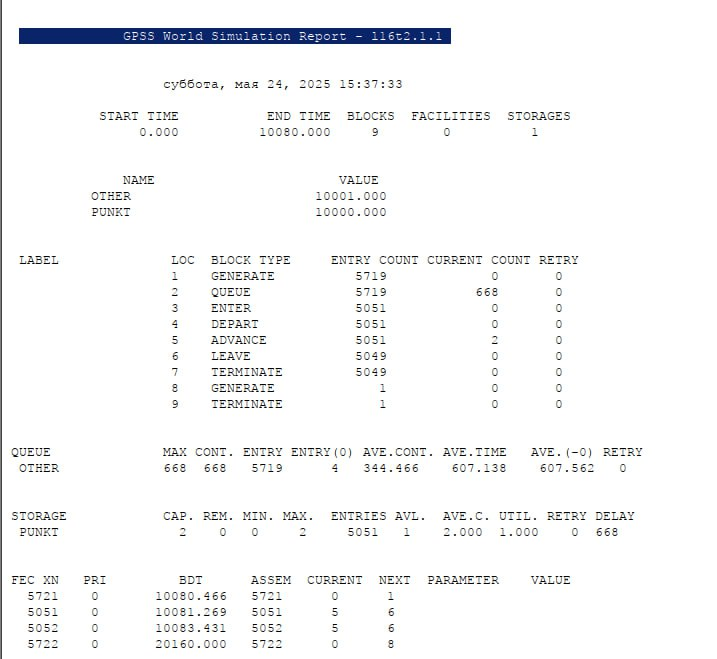 GPSS World Simulation Report - l16t2.1.1
суббота, мая 24, 2025 15:37:33
START TIME END TIME BLOCKS FACILITIES STORAGES
0.000 10080.000 9 0 1
NAME VALUE
OTHER 10001.000
PUNKT 10000.000
LABEL LOC BLOCK TYPE ENTRY COUNT CURRENT COUNT RETRY
1 GENERATE 5719 0 0
2 QUEUE 5719 668 0
3 ENTER 5051 0 0
4 DEPART 5051 0 0
5 ADVANCE 5051 2 0
6 LEAVE 5049 0 0
7 TERMINATE 5049 0 0
8 GENERATE 1 0 0
9 TERMINATE 1 0 0
QUEUE MAX CONT. ENTRY ENTRY(0) AVE.CONT. AVE.TIME AVE.(-0) RETRY
OTHER 668 668 5719 4 344.466 607.138 607.562 0
STORAGE CAP. REM. MIN. MAX. ENTRIES AVL. AVE.C. UTIL. RETRY DELAY
PUNKT 2 0 0 2 5051 1 2.000 1.000 0 668
FEC XN PRI BDT ASSEM CURRENT NEXT PARAMETER VALUE
5721 0 10080.466 5721 0 1
5051 0 10081.269 5051 5 6
5052 0 10083.431 5052 5 6
5722 0 20160.000 5722 0 8